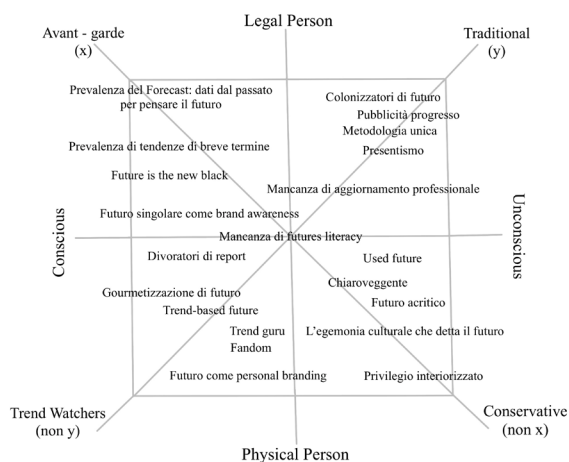 Legal Person
Avant - garde
(x)
Traditional
(y)
Prevalenza del Forecast: dati dal passato
per pensare il futuro
Colonizzatori di futuro
Pubblicità progresso
Metodologia unica
Prevalenza di tendenze di breve termine
Presentismo
Future is the new black
Mancanza di aggiornamento professionale
Futuro singolare come brand awareness
Mancanza di futures literacy
Conscious
Unconscious
Divoratori di report
Used future
Chiaroveggente
Gourmetizzazione di futuro
Futuro acritico
Trend-based future
Trend guru
L'egemonia culturale che detta il futuro
Fandom
Futuro come personal branding
Privilegio interiorizzato
Trend Watchers
(non y)
Conservative
(non x)
Physical Person